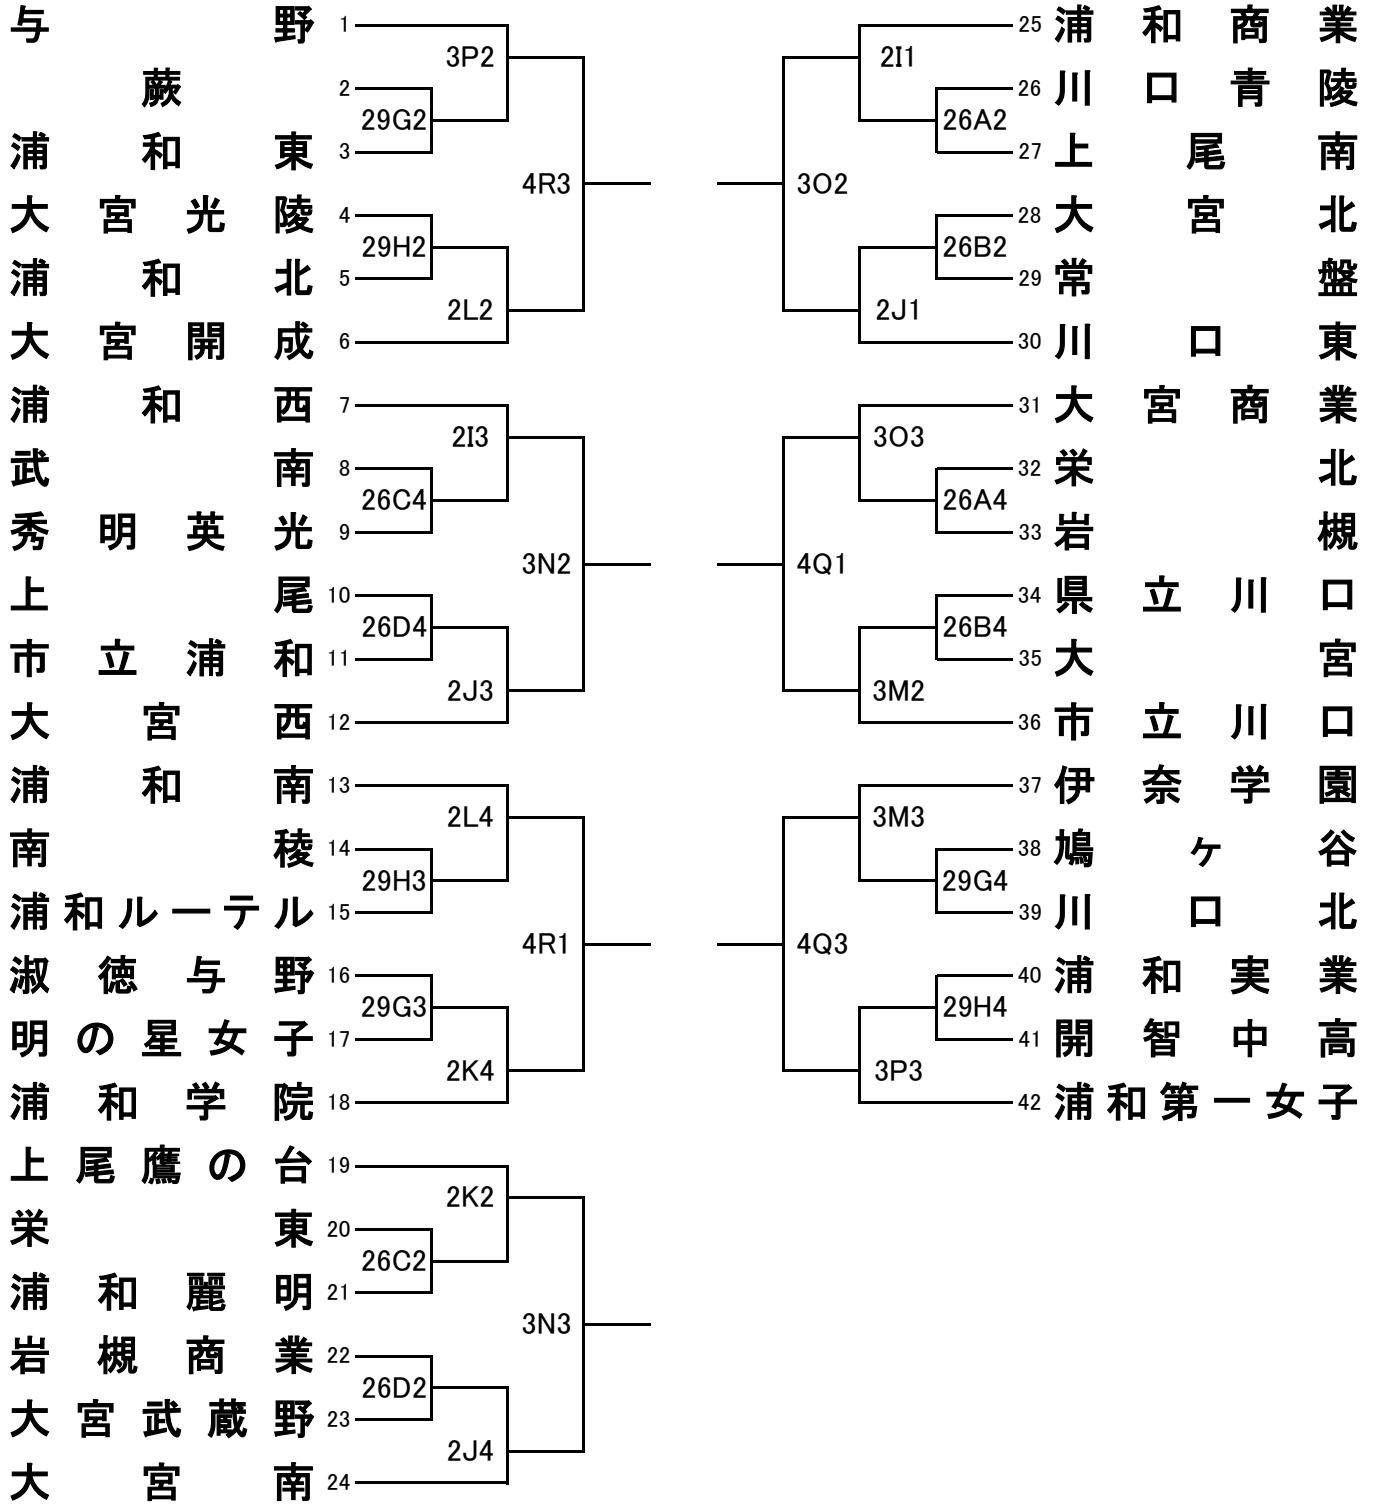 与野 1
蕨 2
浦和東 3
大宮光陵 4
浦和北 5
大宮開成 6
浦和西 7
武南 8
秀明英光 9
上尾 10
市立浦和 11
大宮西 12
浦和南 13
南稜 14
浦和ルーテル 15
淑徳与野 16
明の星女子 17
浦和学院 18
上尾鷹の台 19
栄東 20
浦和麗明 21
岩槻商業 22
大宮武蔵野 23
大宮南 24
29G2
29H2
26C4
26D4
29H3
29G3
26C2
26D2
3P2
2L2
2I3
2J3
2L4
2K4
2K2
2J4
4R3
3N2
4R1
3N3
3O2
4Q1
4Q3
2I1
2J1
3O3
3M2
3M3
3P3
26A2
26B2
26A4
26B4
29G4
29H4
25 浦和商業
26 川口青陵
27 上尾南
28 大宮北
29 常盤
30 川口東
31 大宮商業
32 栄北
33 岩槻
34 県立川口
35 大宮
36 市立川口
37 伊奈学園
38 鳩ヶ谷
39 川口北
40 浦和実業
41 開智中高
42 浦和第一女子